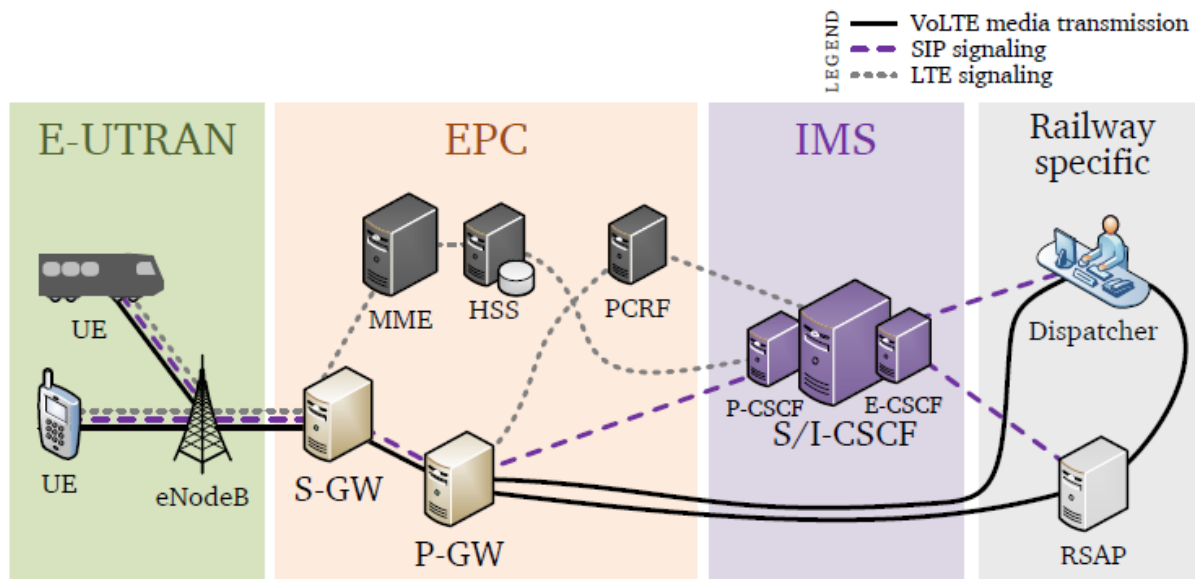 LEGEND
VoLTE media transmission
SIP signaling
LTE signaling
E-UTRAN
EPC
IMS
Railway
specific
UE
MME
HSS
PCRF
Dispatcher
P-CSCF
E-CSCF
S/I-CSCF
UE
eNodeB
S-GW
P-GW
RSAP